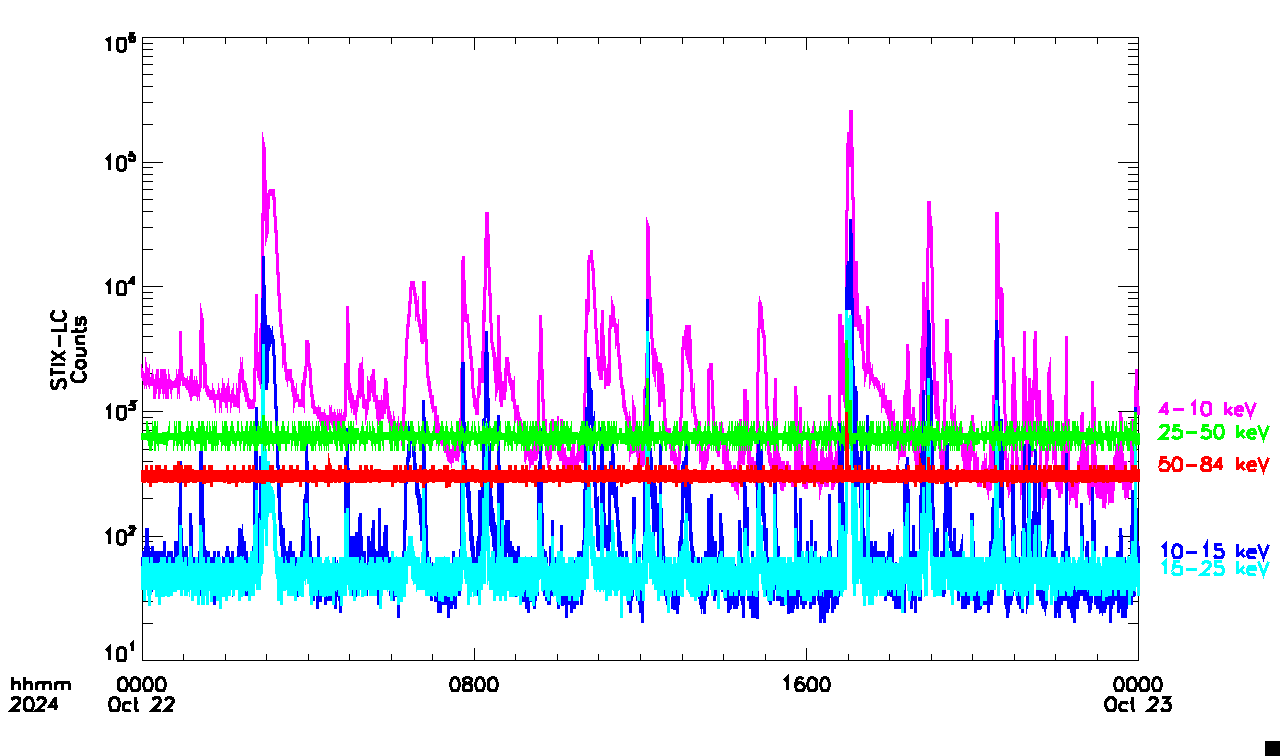 10⁶
10⁵
10⁴
10³
10²
10¹
STIX-LC
Counts
4-10 keV
25-50 keV
50-84 keV
10-15 keV
15-25 keV
hhmm 0000 0800 1600 0000
2024 Oct 22 Oct 23